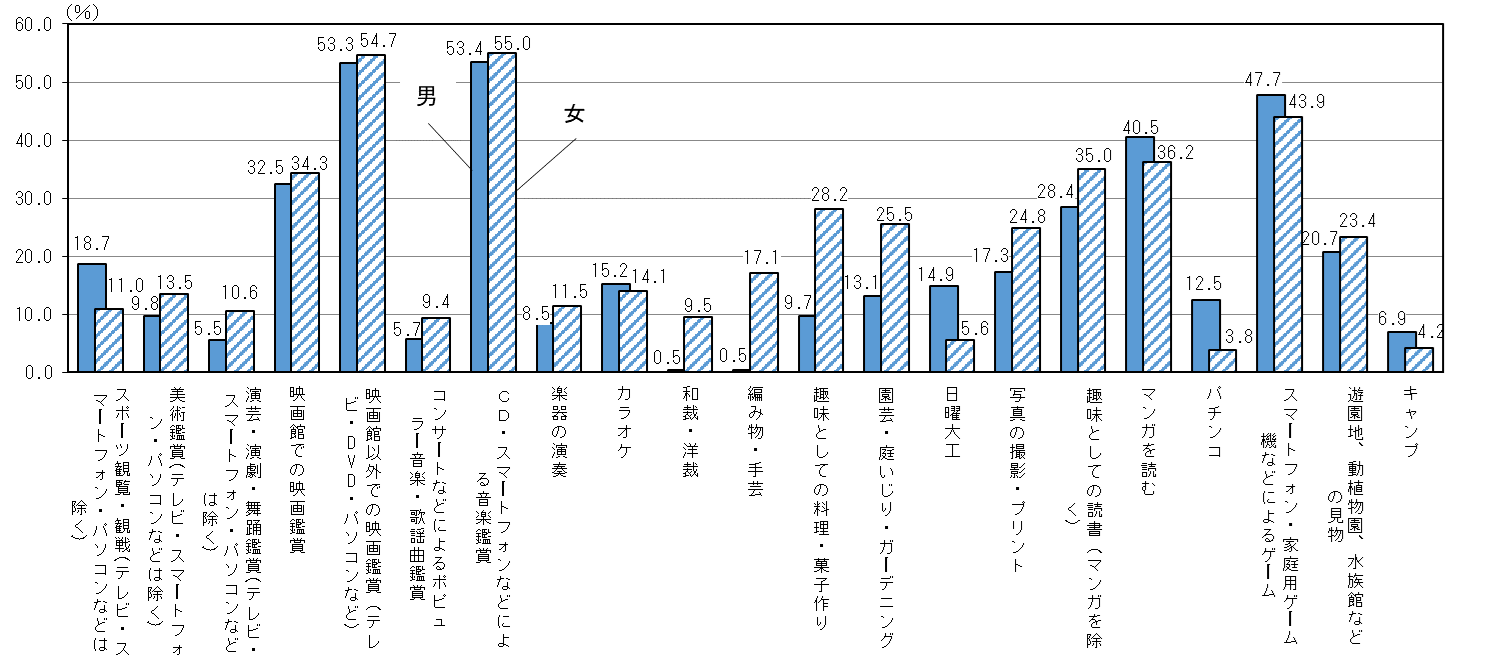 (%)
60.0
50.0
40.0
30.0
20.0
10.0
0.0
男
女
18.7
11.0
9.8
13.5
5.5
10.6
32.5
34.3
53.3
54.7
5.7
9.4
53.4
55.0
8.5
11.5
15.2
14.1
0.5
9.5
0.5
17.1
9.7
28.2
13.1
25.5
14.9
5.6
17.3
24.8
28.4
35.0
40.5
36.2
12.5
3.8
47.7
43.9
20.7
23.4
6.9
4.2
スポーツ観覧・観戦(テレビ・ス
マートフォン・パソコンなどは
除く)
美術鑑賞(テレビ・スマートフォ
ン・パソコンなどは除く)
演芸・演劇・舞踊鑑賞(テレビ・
スマートフォン・パソコンなど
は除く)
映画館での映画鑑賞
映画館以外での映画鑑賞(テレ
ビ・DVD・パソコンなど)
コンサートなどによるポピュ
ラー音楽・歌謡曲鑑賞
CD・スマートフォンなどによ
る音楽鑑賞
楽器の演奏
カラオケ
和裁・洋裁
編み物・手芸
趣味としての料理・菓子作り
園芸・庭いじり・ガーデニング
日曜大工
写真の撮影・プリント
趣味としての読書(マンガを除
く)
マンガを読む
パチンコ
スマートフォン・家庭用ゲーム
機などによるゲーム
遊園地、動植物園、水族館など
の見物
キャンプ